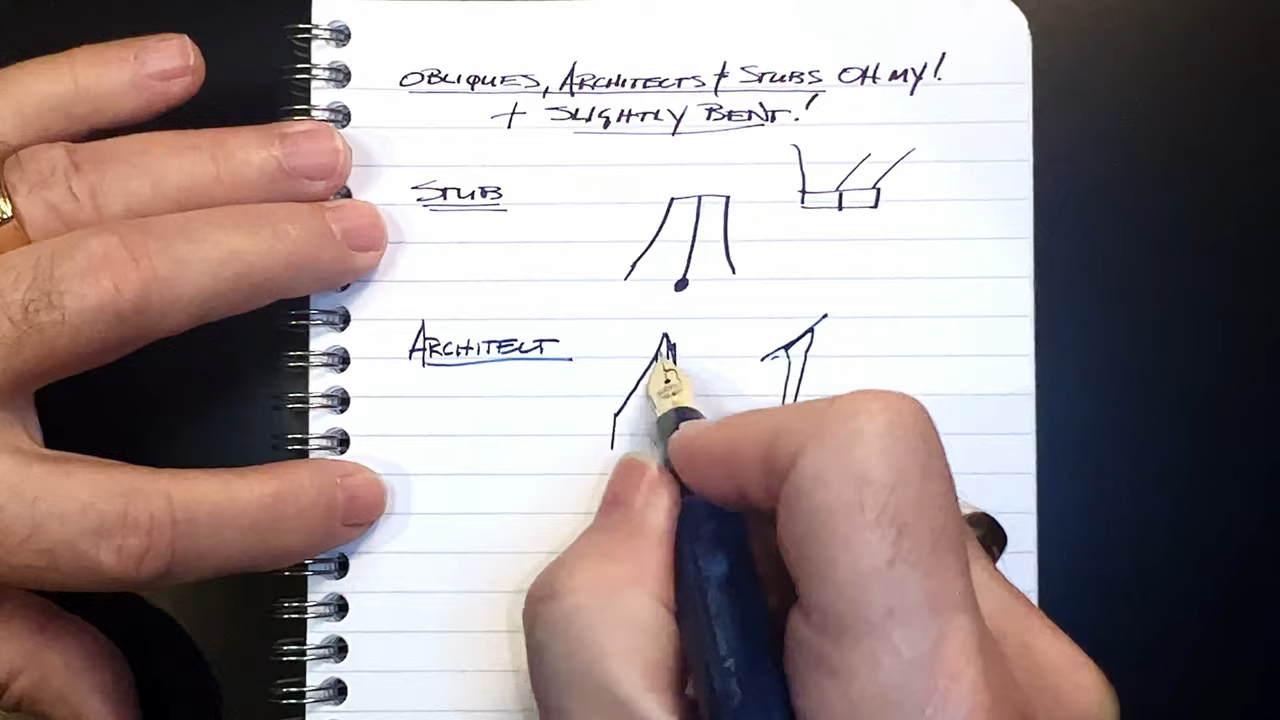 OBLIQUES, ARCHITECTS & STUBS OH MY!
+ SLIGHTLY BENT!
STUB
ARCHITECT